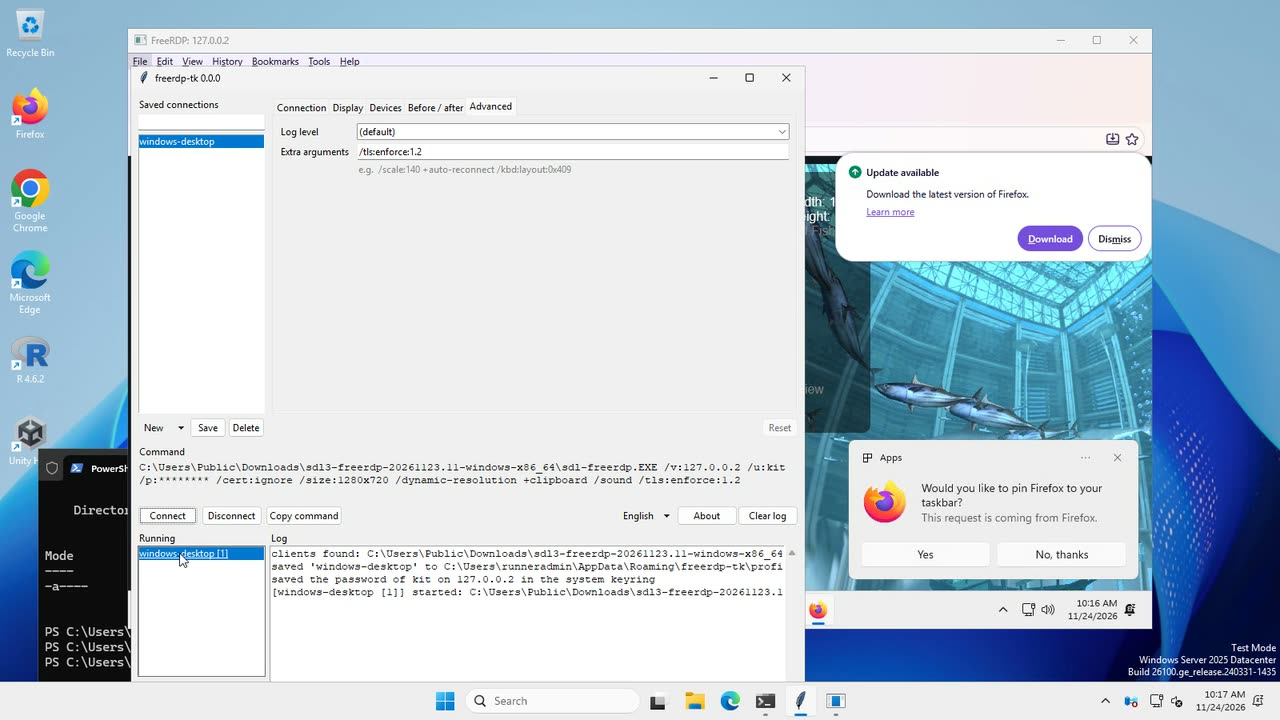 Recycle Bin
Firefox
Google
Chrome
Microsoft
Edge
R 4.6.2
Unity
FreeRDP: 127.0.0.2
File Edit View History Bookmarks Tools Help
freerdp-tk 0.0.0
Saved connections
windows-desktop
New
Save
Delete
Connection Display Devices Before / after Advanced
Log level (default)
Extra arguments /tls:enforce:1.2
e.g. /scale:140 +auto-reconnect /kbd:layout:0x409
Reset
Command
C:\Users\Public\Downloads\sdl3-freerdp-20261123.11-windows-x86_64\sdl-freerdp.EXE /v:127.0.0.2 /u:kit
/p:******** /cert:ignore /size:1280x720 /dynamic-resolution +clipboard /sound /tls:enforce:1.2
Connect Disconnect Copy command English About Clear log
Running
windows-desktop [1]
Log
clients found: C:\Users\Public\Downloads\sdl3-freerdp-20261123.11-windows-x86_64
saved 'windows-desktop' to C:\Users\runneradmin\AppData\Roaming\freerdp-tk\profi
saved the password of kit on 127.0.0.2 in the system keyring
[windows-desktop [1]] started: C:\Users\Public\Downloads\sdl3-freerdp-20261123.1
Update available
Download the latest version of Firefox.
Learn more
Download Dismiss
dth: 1
eight:
Fish
iew
Apps
Would you like to pin Firefox to your
taskbar?
This request is coming from Firefox.
Yes No, thanks
10:16 AM
11/24/2026
PowerSh
Director
Mode
----
-a----
PS C:\Users\
PS C:\Users\
PS C:\Users\
Test Mode
Windows Server 2025 Datacenter
Build 26100.ge_release.240331-1435
Search
10:17 AM
11/24/2026